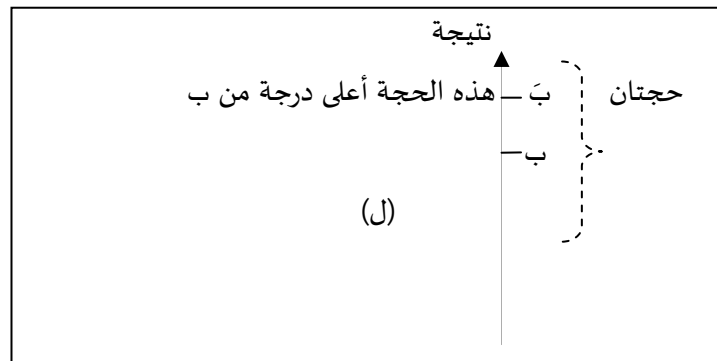 نتيجة
حجتان
بَ – هذه الحجة أعلى درجة من ب
ب
(ل)